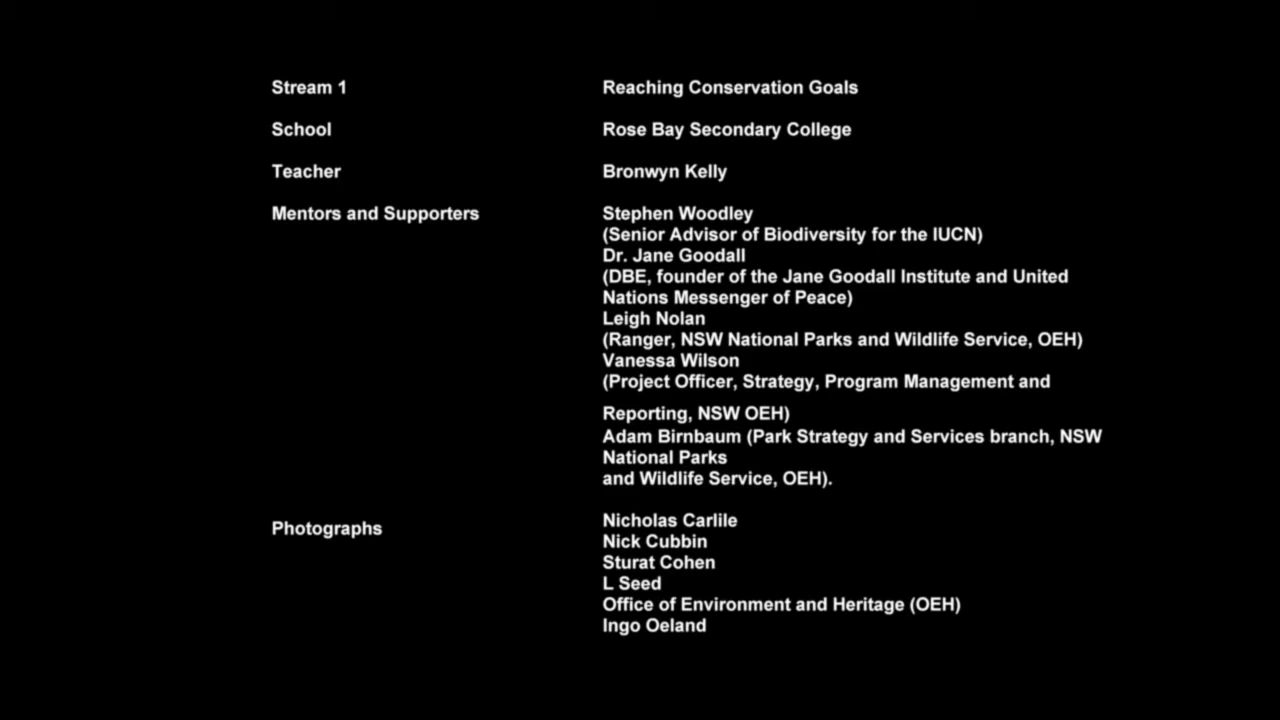 Stream 1 Reaching Conservation Goals
School Rose Bay Secondary College
Teacher Bronwyn Kelly
Mentors and Supporters Stephen Woodley
(Senior Advisor of Biodiversity for the IUCN)
Dr. Jane Goodall
(DBE, founder of the Jane Goodall Institute and United
Nations Messenger of Peace)
Leigh Nolan
(Ranger, NSW National Parks and Wildlife Service, OEH)
Vanessa Wilson
(Project Officer, Strategy, Program Management and
Reporting, NSW OEH)
Adam Birnbaum (Park Strategy and Services branch, NSW
National Parks
and Wildlife Service, OEH).
Photographs Nicholas Carlile
Nick Cubbin
Sturat Cohen
L Seed
Office of Environment and Heritage (OEH)
Ingo Oeland